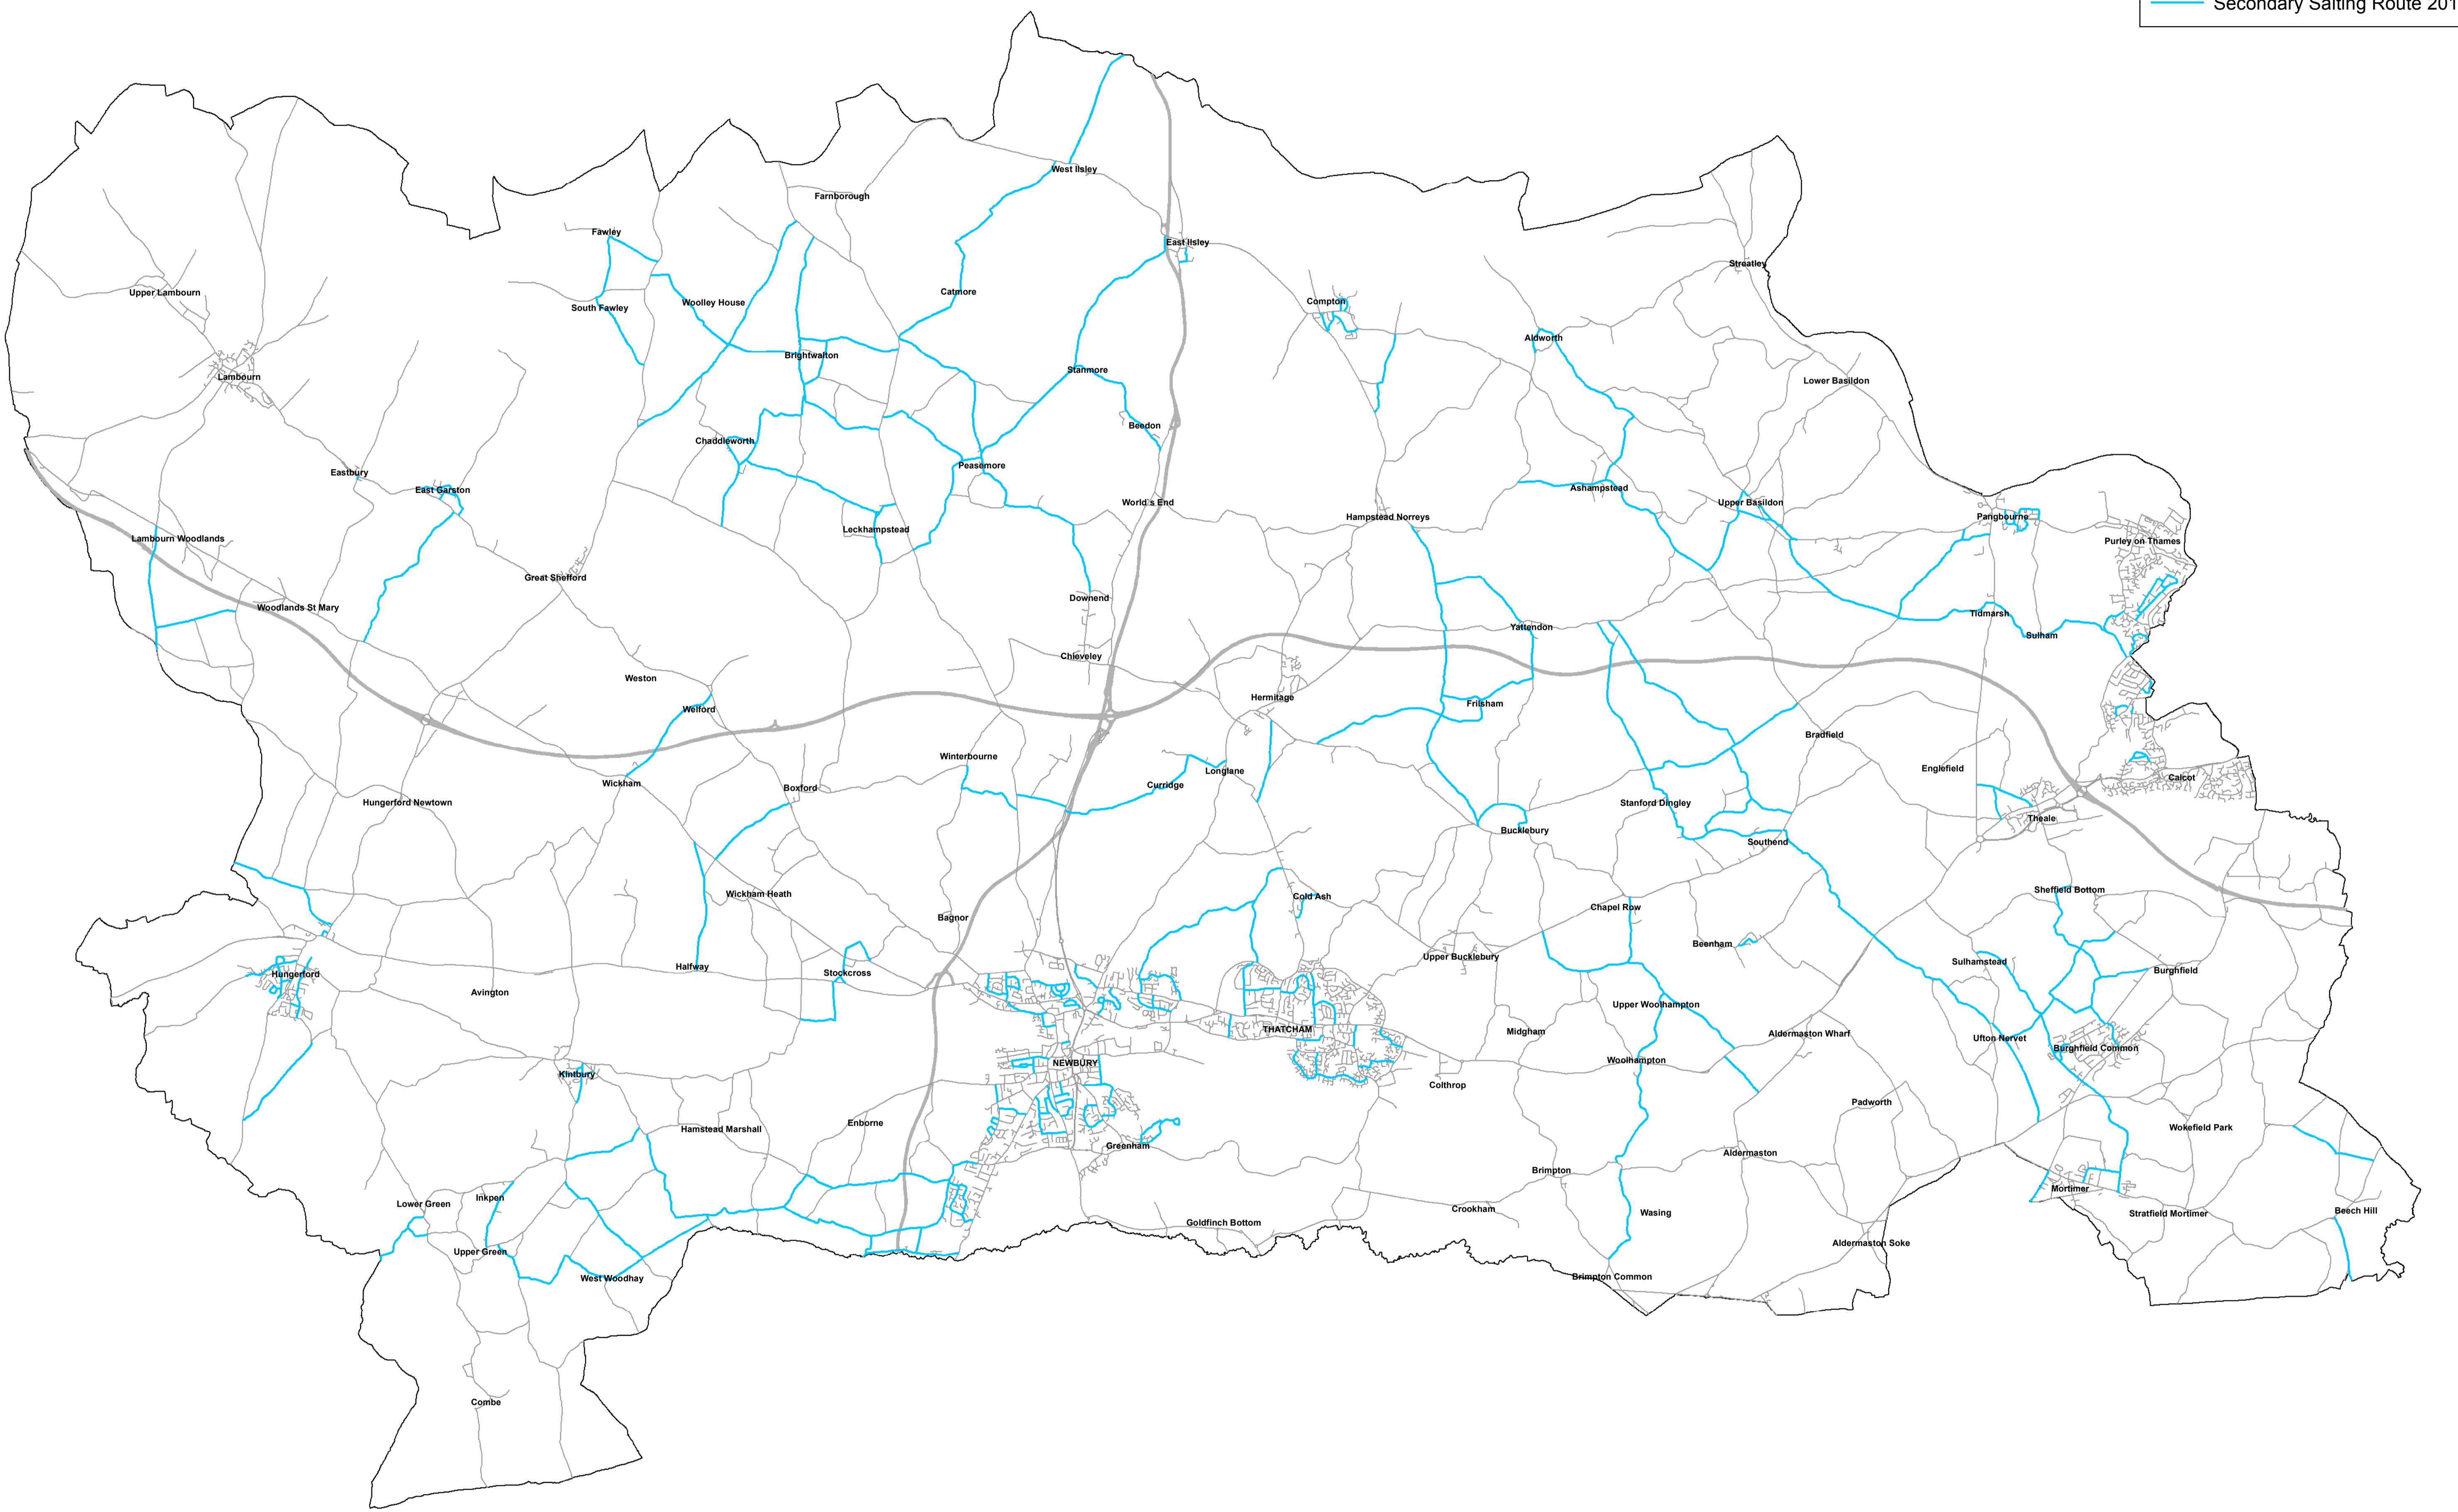 Secondary Salting Route 201
West Ilsley
Farnborough
Fawley
East Ilsley
Streatley
Upper Lambourn
Catmore
Woolley House
Compton
South Fawley
Aldworth
Brightwalton
Stanmore
Lambourn
Lower Basildon
Beedon
Chaddleworth
Peasemore
Eastbury
East Garston
Ashampstead
World`s End
Upper Basildon
Hampstead Norreys
Pangbourne
Leckhampstead
Lambourn Woodlands
Purley on Thames
Great Shefford
Downend
Woodlands St Mary
Tidmarsh
Yattendon
Sulham
Chieveley
Weston
Hermitage
Frilsham
Welford
Bradfield
Winterbourne
Englefield
Longlane
Calcot
Wickham
Curridge
Boxford
Hungerford Newtown
Stanford Dingley
Theale
Bucklebury
Southend
Sheffield Bottom
Wickham Heath
Cold Ash
Chapel Row
Bagnor
Beenham
Upper Bucklebury
Sulhamstead
Halfway
Burghfield
Stockcross
Hungerford
Avington
Upper Woolhampton
THATCHAM
Midgham
Aldermaston Wharf
Ufton Nervet
Burghfield Common
Woolhampton
NEWBURY
Kintbury
Colthrop
Padworth
Enborne
Hamstead Marshall
Wokefield Park
Greenham
Aldermaston
Brimpton
Mortimer
Inkpen
Lower Green
Crookham
Beech Hill
Wasing
Stratfield Mortimer
Goldfinch Bottom
Aldermaston Soke
Upper Green
West Woodhay
Brimpton Common
Combe